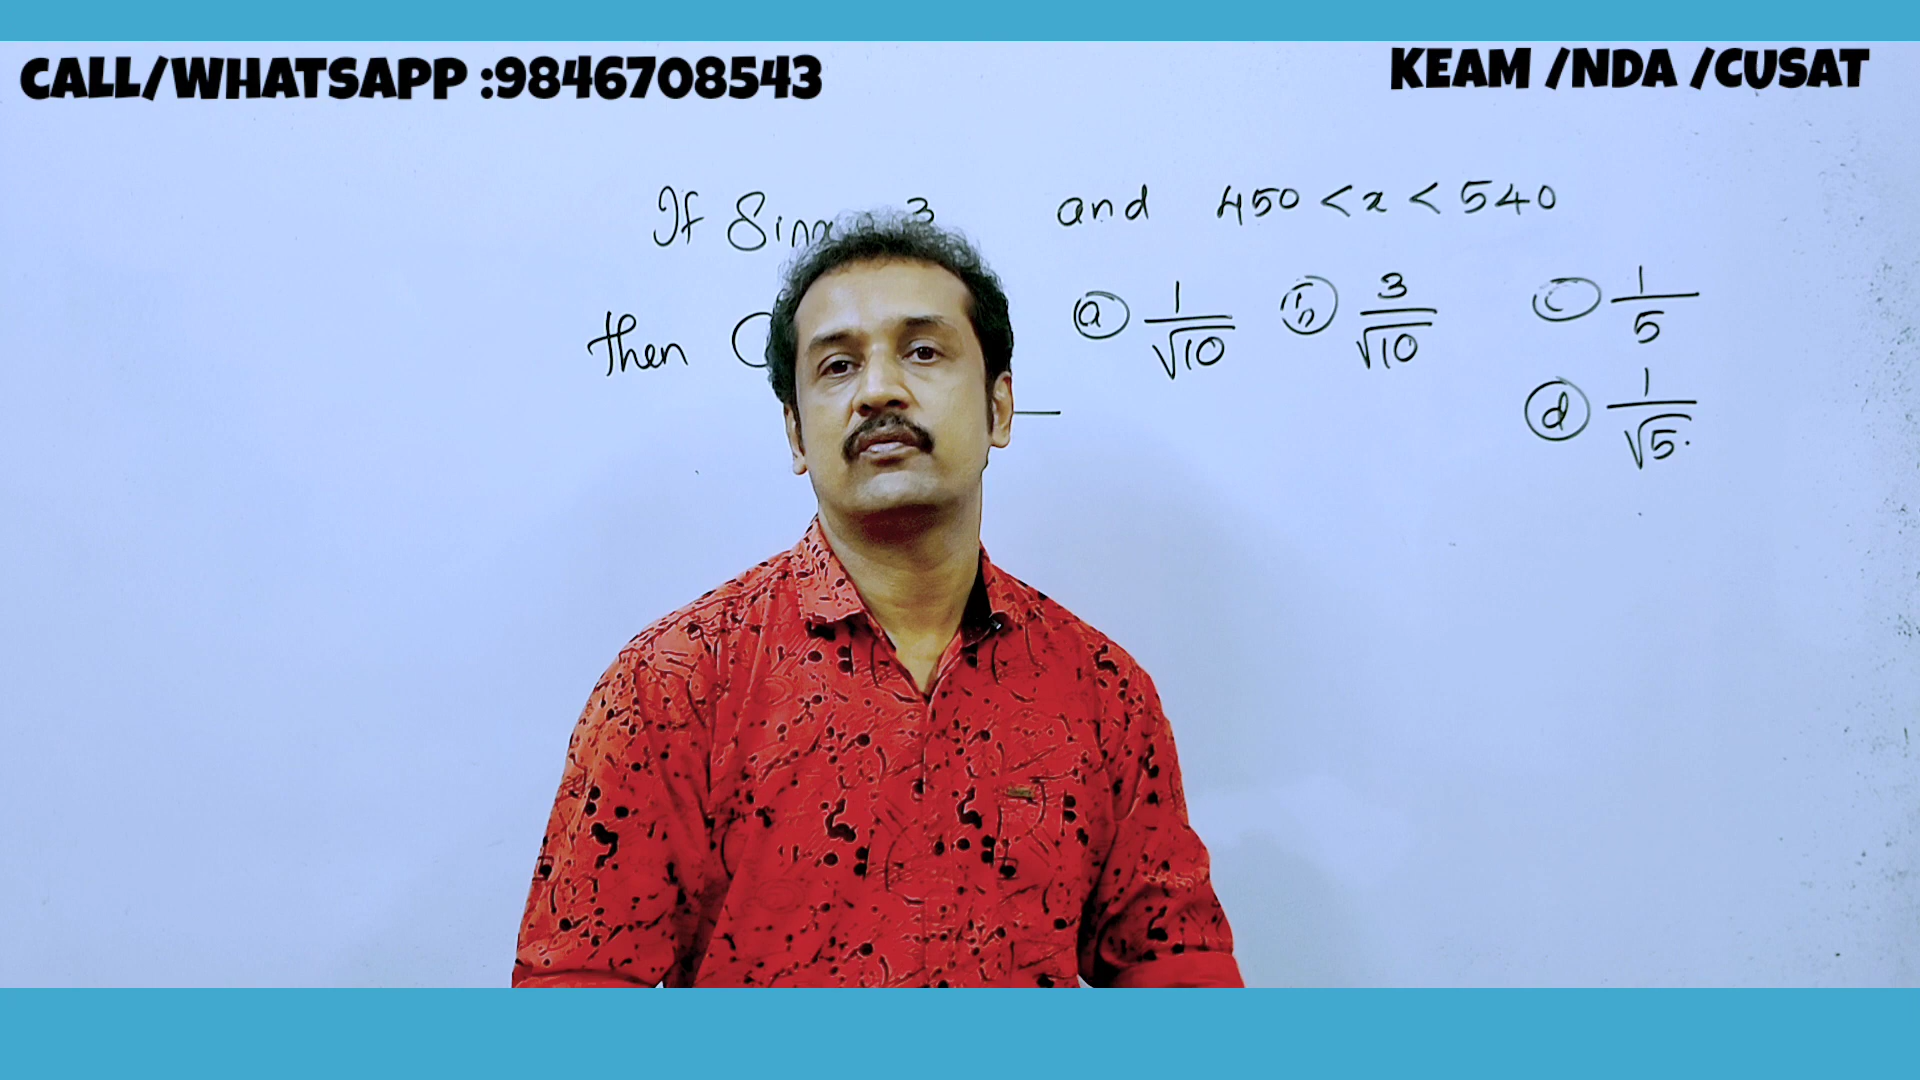 CALL/WHATSAPP :9846708543
KEAM /NDA /CUSAT
If Sinx 3 and 450 < x < 540
then
(a) 1/√10 (b) 3/√10 (c) 1/5
(d) 1/√5.